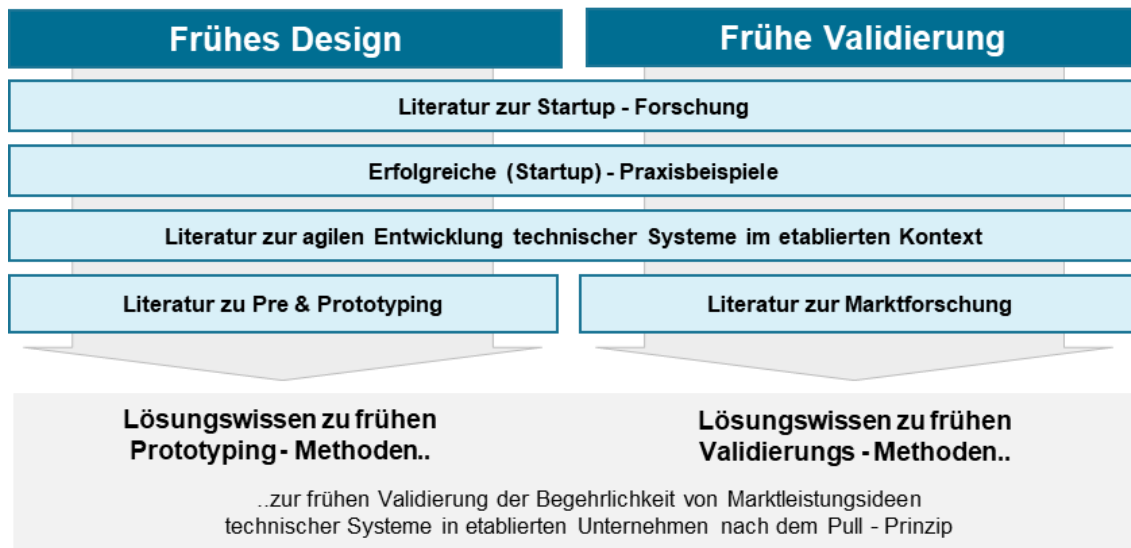 Frühes Design
Frühe Validierung
Literatur zur Startup - Forschung
Erfolgreiche (Startup) - Praxisbeispiele
Literatur zur agilen Entwicklung technischer Systeme im etablierten Kontext
Literatur zu Pre & Prototyping
Literatur zur Marktforschung
Lösungswissen zu frühen
Prototyping - Methoden..
Lösungswissen zu frühen
Validierungs - Methoden..
..zur frühen Validierung der Begehrlichkeit von Marktleistungsideen
technischer Systeme in etablierten Unternehmen nach dem Pull - Prinzip